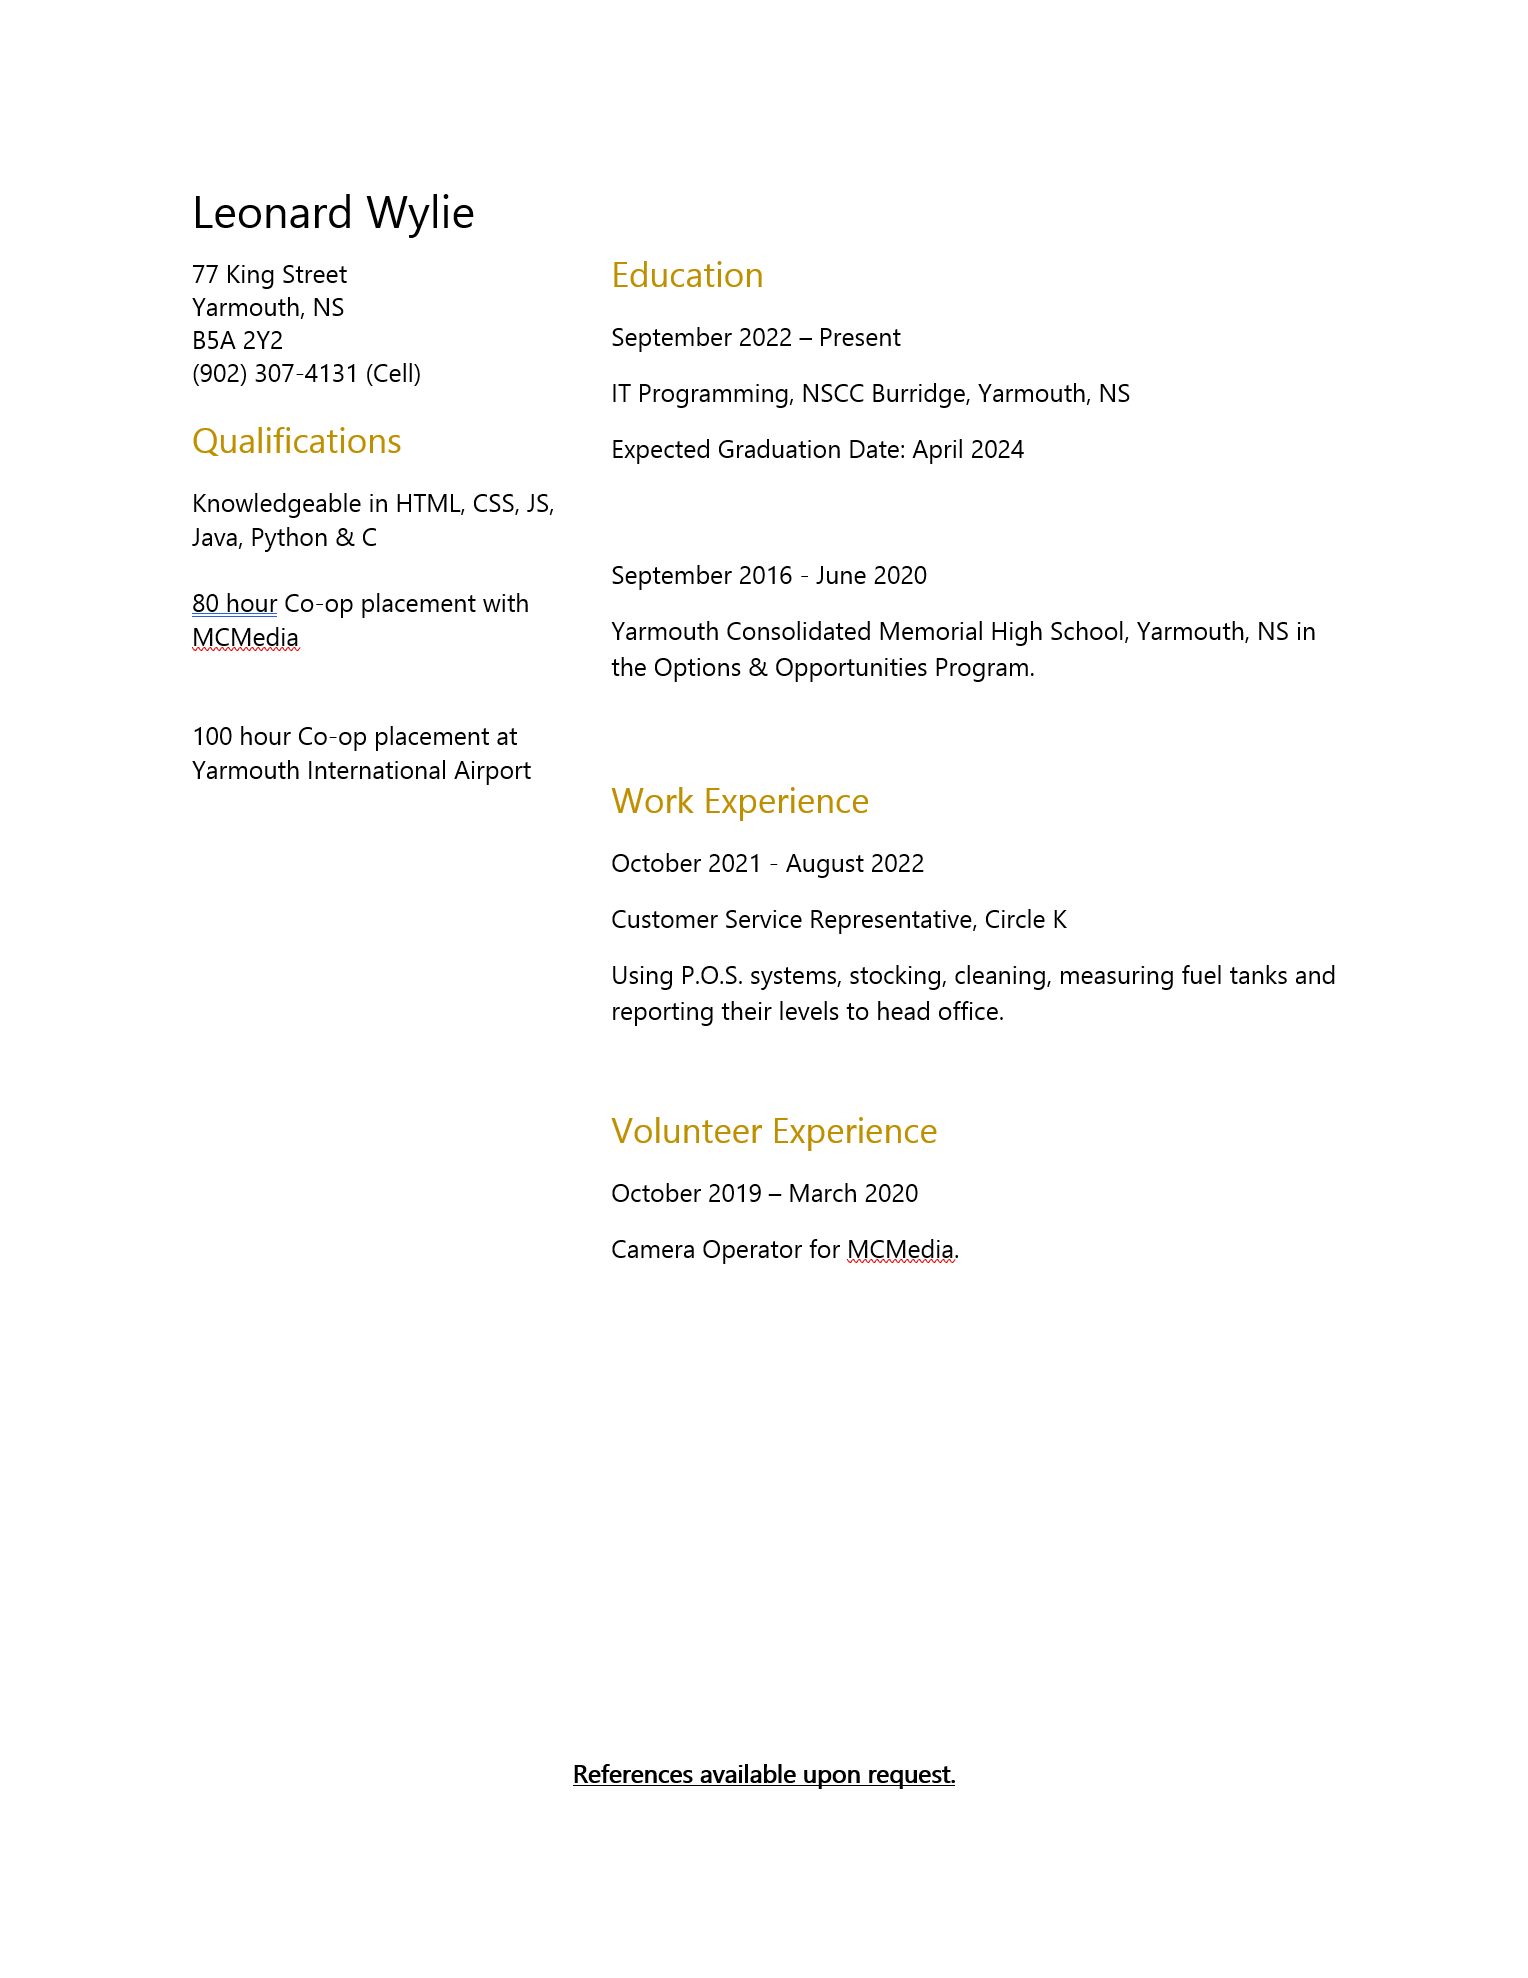 Leonard Wylie
77 King Street
Yarmouth, NS
B5A 2Y2
(902) 307-4131 (Cell)
Qualifications
Knowledgeable in HTML, CSS, JS,
Java, Python & C
80 hour Co-op placement with
MCMedia
100 hour Co-op placement at
Yarmouth International Airport
Education
September 2022 – Present
IT Programming, NSCC Burridge, Yarmouth, NS
Expected Graduation Date: April 2024
September 2016 - June 2020
Yarmouth Consolidated Memorial High School, Yarmouth, NS in
the Options & Opportunities Program.
Work Experience
October 2021 - August 2022
Customer Service Representative, Circle K
Using P.O.S. systems, stocking, cleaning, measuring fuel tanks and
reporting their levels to head office.
Volunteer Experience
October 2019 – March 2020
Camera Operator for MCMedia.
References available upon request.